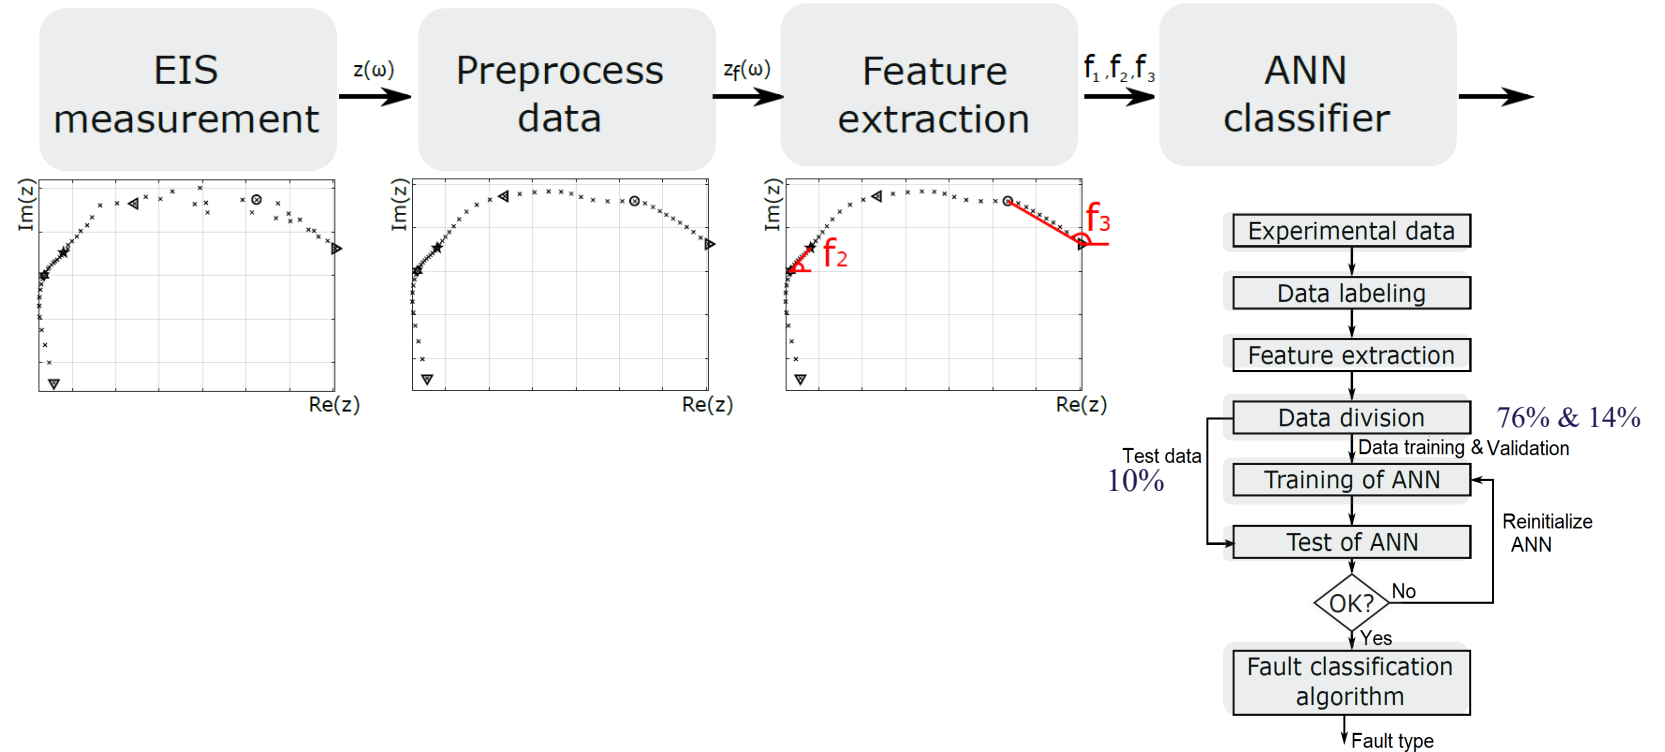 EIS
measurement
z(ω)
Preprocess
data
z_f(ω)
Feature
extraction
f₁,f₂,f₃
ANN
classifier
Im(z)
Re(z)
Im(z)
Re(z)
Im(z)
f₂
f₃
Re(z)
Experimental data
Data labeling
Feature extraction
Data division
76% & 14%
Data training & Validation
Test data
10%
Training of ANN
Reinitialize
ANN
Test of ANN
OK?
No
Yes
Fault classification
algorithm
Fault type